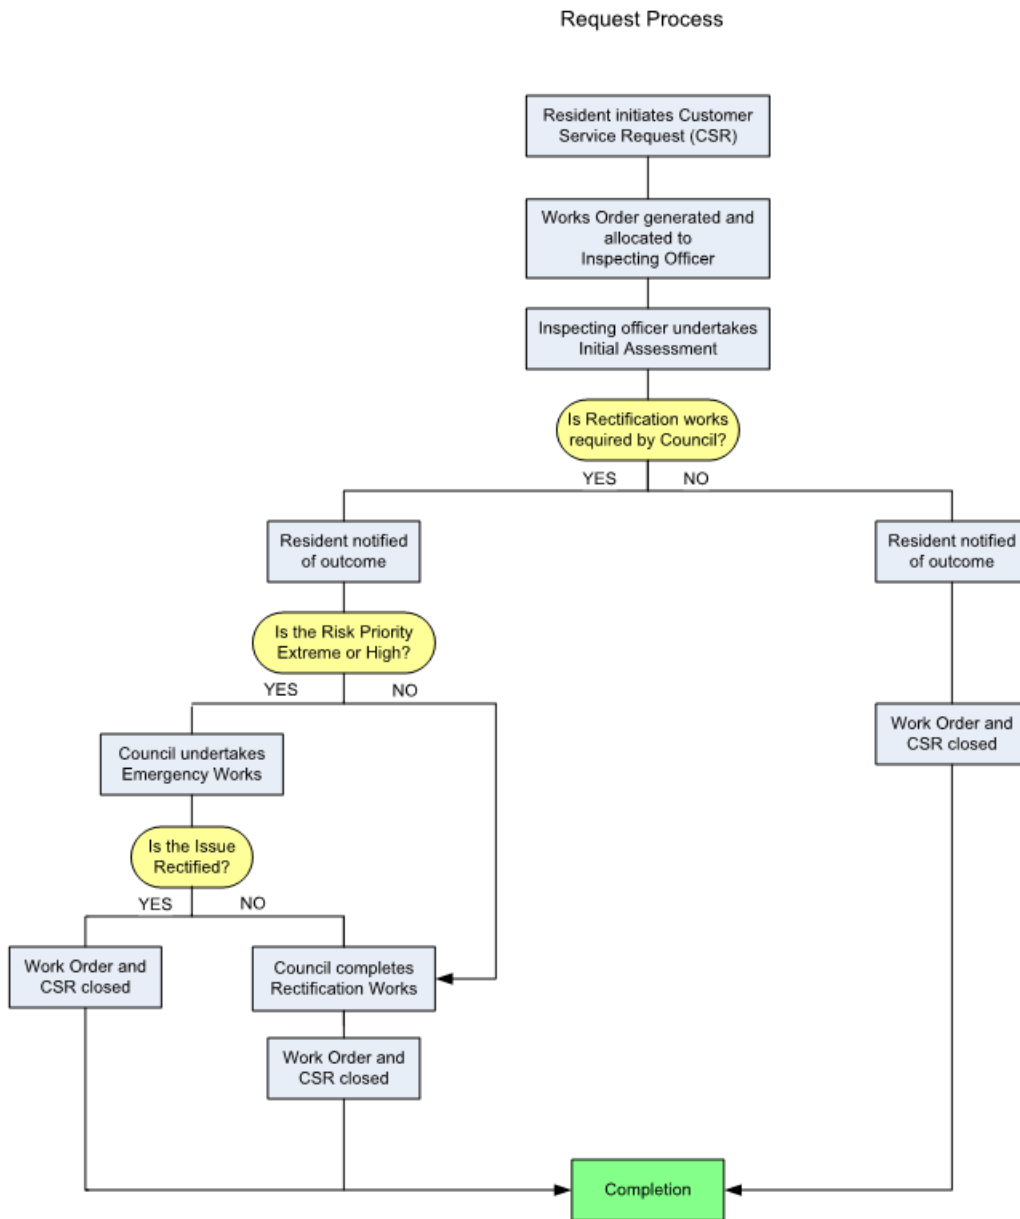 Request Process
Resident initiates Customer
Service Request (CSR)
Works Order generated and
allocated to
Inspecting Officer
Inspecting officer undertakes
Initial Assessment
Is Rectification works
required by Council?
YES
NO
Resident notified
of outcome
Resident notified
of outcome
Is the Risk Priority
Extreme or High?
YES
NO
Council undertakes
Emergency Works
Work Order and
CSR closed
Is the Issue
Rectified?
YES
NO
Work Order and
CSR closed
Council completes
Rectification Works
Work Order and
CSR closed
Completion